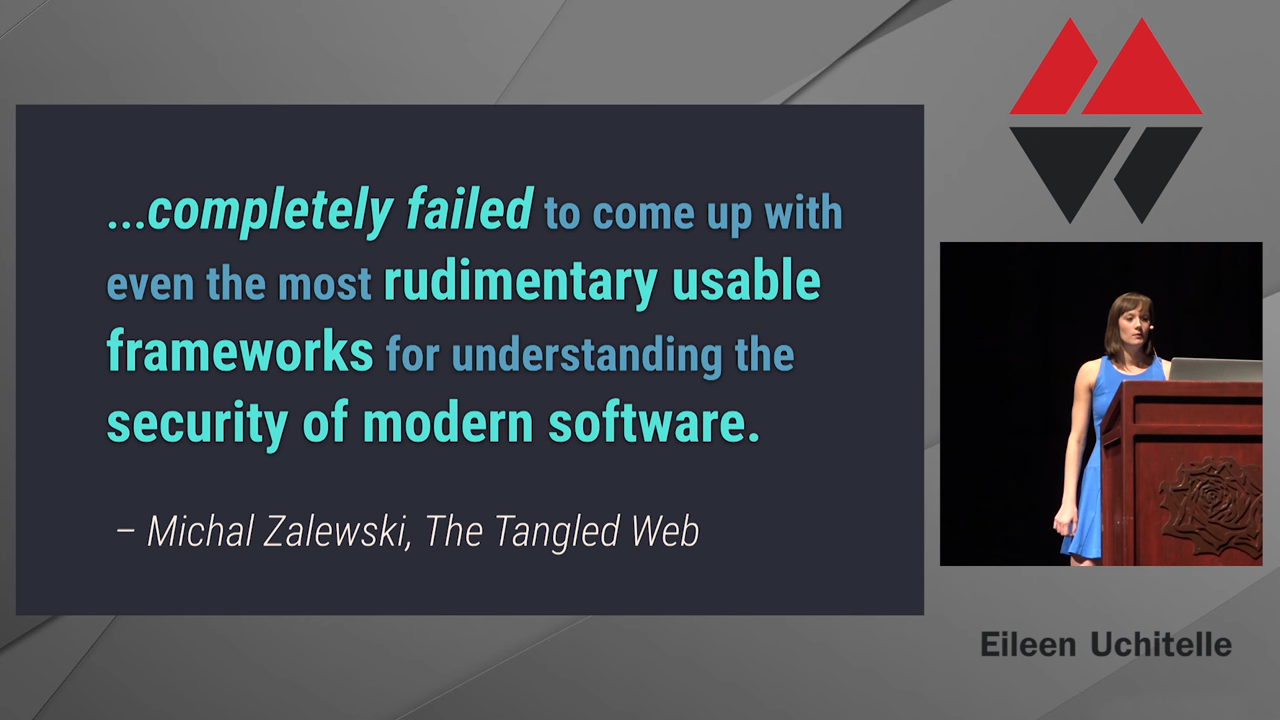 ...completely failed to come up with
even the most rudimentary usable
frameworks for understanding the
security of modern software.
– Michal Zalewski, The Tangled Web
Eileen Uchitelle